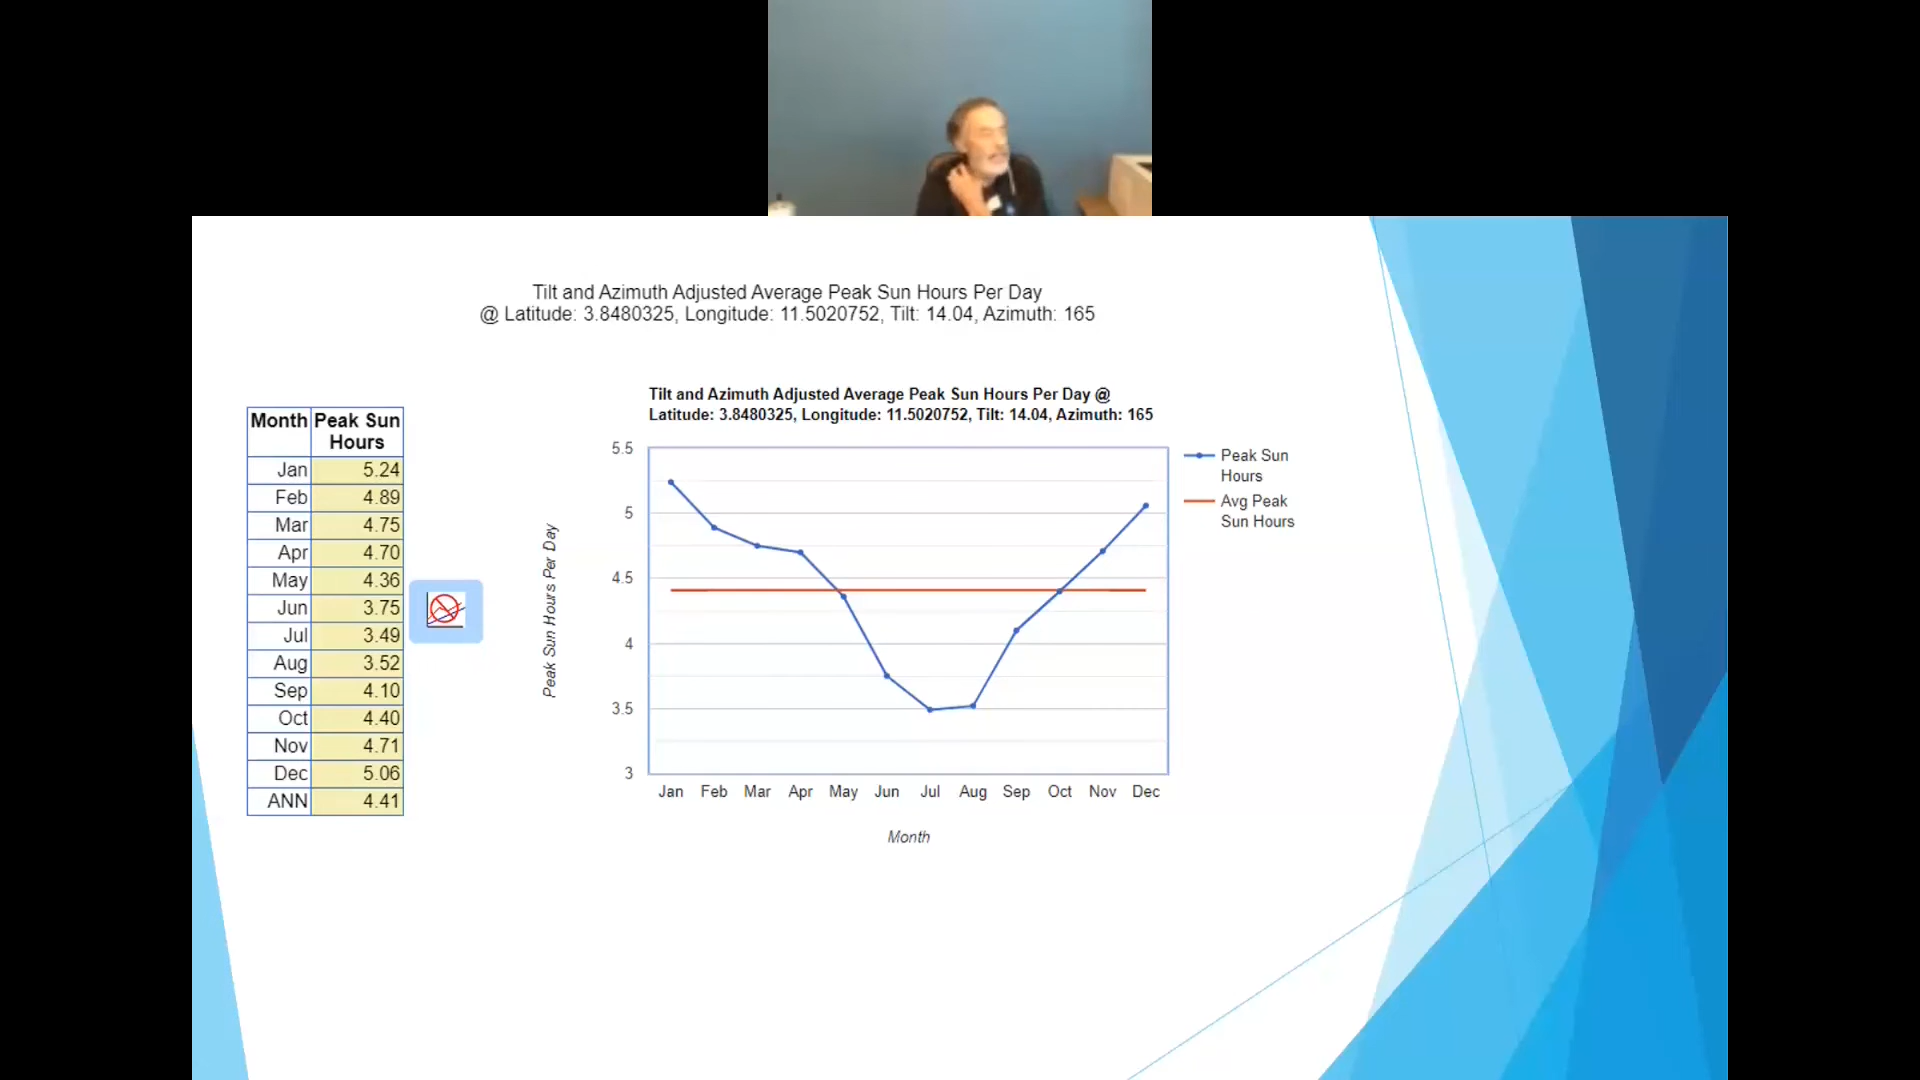 Tilt and Azimuth Adjusted Average Peak Sun Hours Per Day
@ Latitude: 3.8480325, Longitude: 11.5020752, Tilt: 14.04, Azimuth: 165
Month Peak Sun
Hours
Jan 5.24
Feb 4.89
Mar 4.75
Apr 4.70
May 4.36
Jun 3.75
Jul 3.49
Aug 3.52
Sep 4.10
Oct 4.40
Nov 4.71
Dec 5.06
ANN 4.41
Tilt and Azimuth Adjusted Average Peak Sun Hours Per Day @
Latitude: 3.8480325, Longitude: 11.5020752, Tilt: 14.04, Azimuth: 165
Peak Sun Hours Per Day
5.5
5
4.5
4
3.5
3
Jan Feb Mar Apr May Jun Jul Aug Sep Oct Nov Dec
Month
Peak Sun
Hours
Avg Peak
Sun Hours